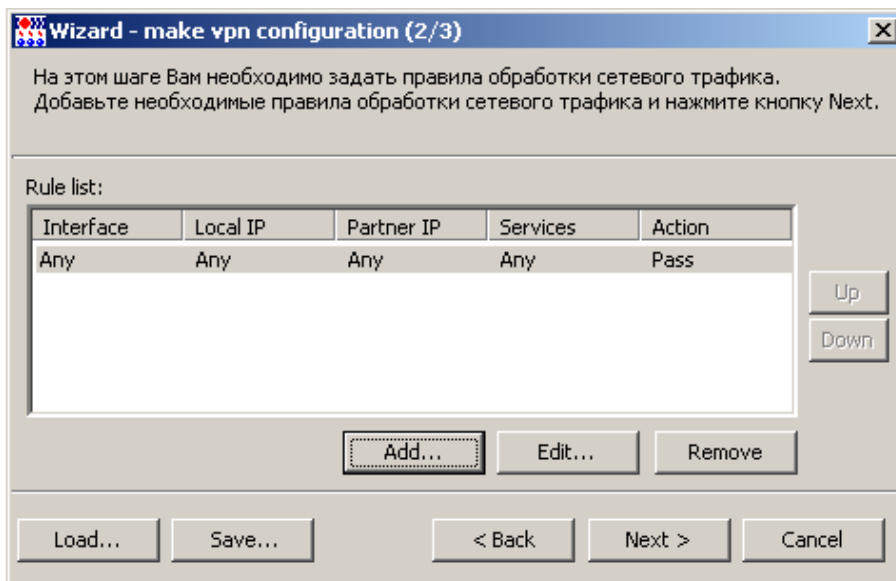 Wizard - make vpn configuration (2/3)
На этом шаге Вам необходимо задать правила обработки сетевого трафика.
Добавьте необходимые правила обработки сетевого трафика и нажмите кнопку Next.
Rule list:
Interface Local IP Partner IP Services Action
Any Any Any Any Pass
Up
Down
Add... Edit... Remove
Load... Save... < Back Next > Cancel